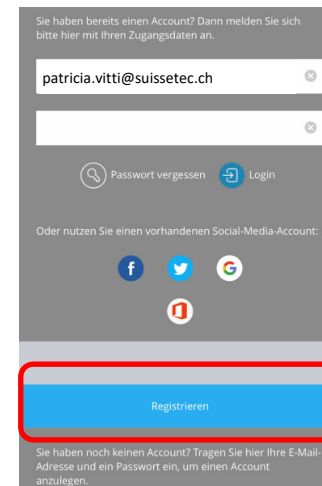 Sie haben bereits einen Account? Dann melden Sie sich
bitte hier mit Ihren Zugangsdaten an.
patricia.vitti@suissetec.ch
Passwort vergessen Login
Oder nutzen Sie einen vorhandenen Social-Media-Account:
Registrieren
Sie haben noch keinen Account? Tragen Sie hier Ihre E-Mail-
Adresse und ein Passwort ein, um einen Account
anzulegen.